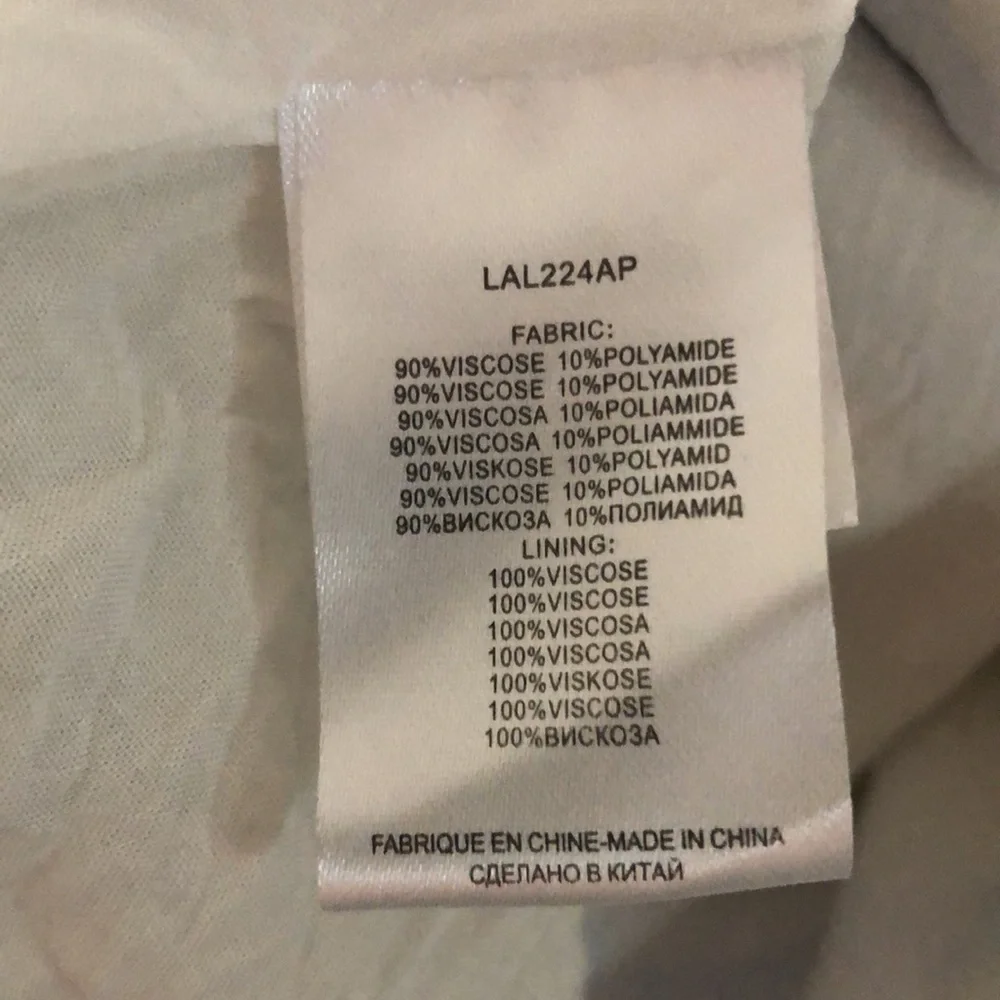 LAL224AP
FABRIC:
90%VISCOSE 10%POLYAMIDE
90%VISCOSE 10%POLYAMIDE
90%VISCOSA 10%POLIAMIDA
90%VISCOSA 10%POLIAMMIDE
90%VISKOSE 10%POLYAMID
90%VISCOSE 10%POLIAMIDA
90%ВИСКОЗА 10%ПОЛИАМИД
LINING:
100%VISCOSE
100%VISCOSE
100%VISCOSA
100%VISCOSA
100%VISKOSE
100%VISCOSE
100%ВИСКОЗА
FABRIQUE EN CHINE-MADE IN CHINA
СДЕЛАНО В КИТАЙ